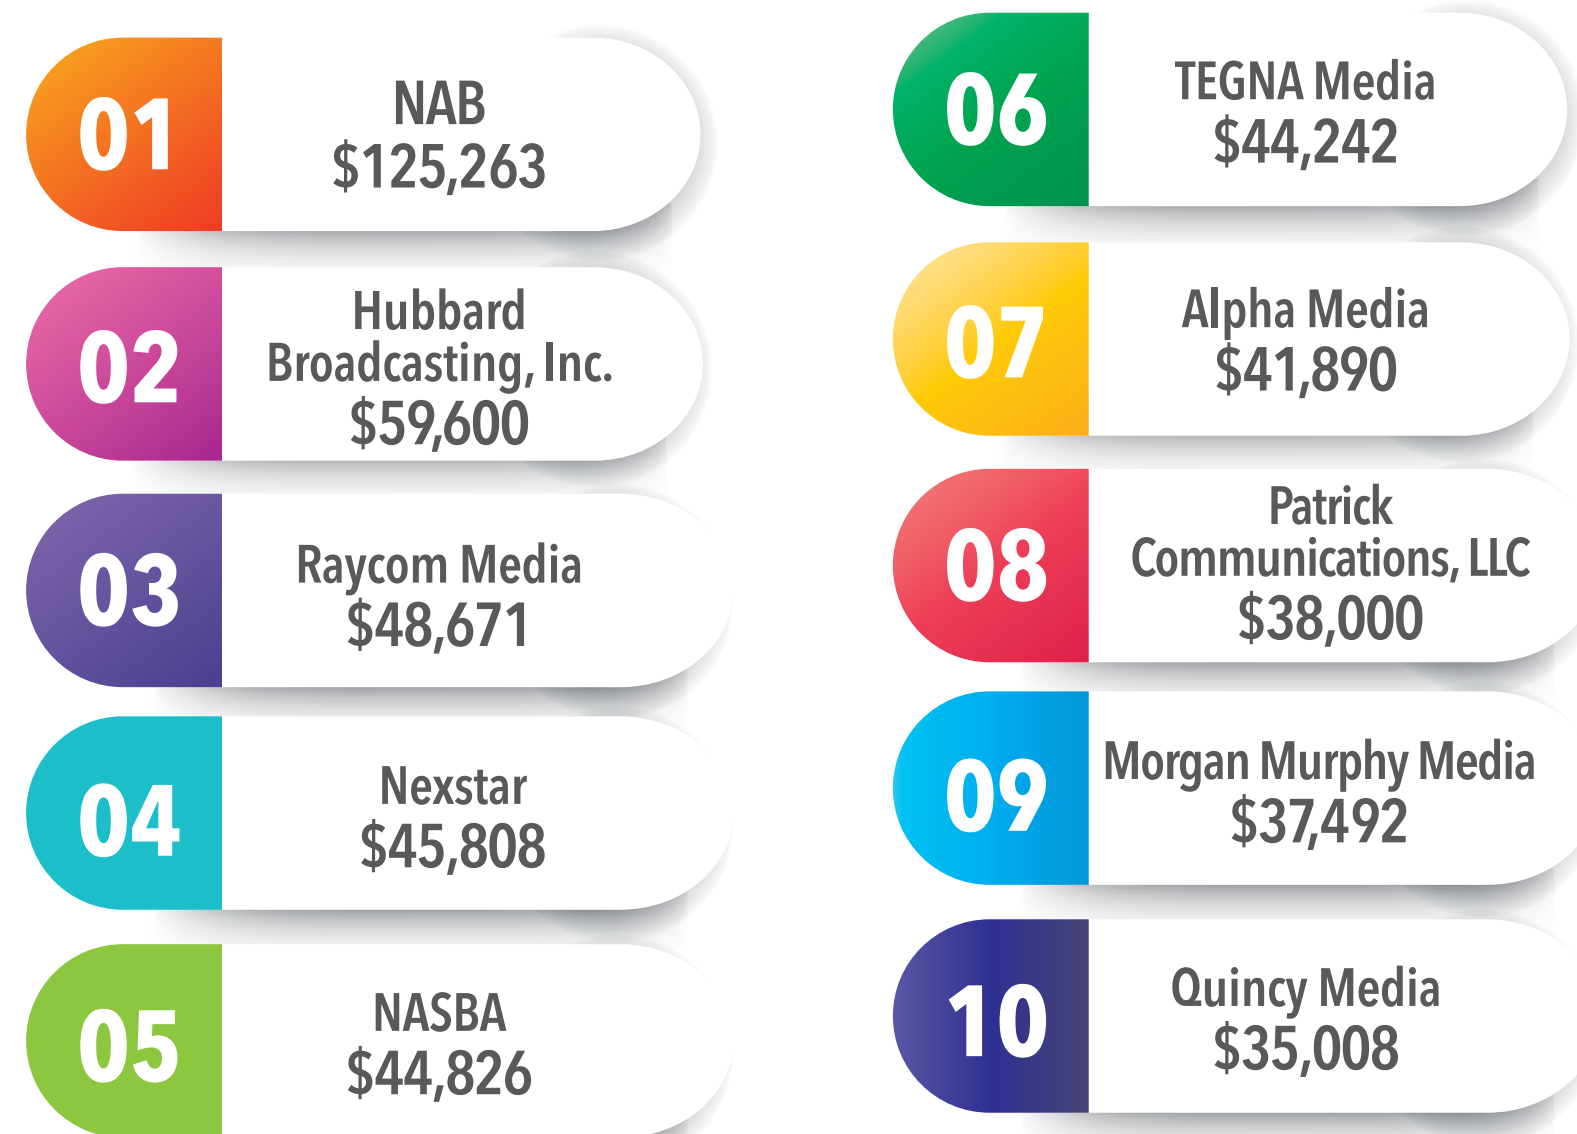 01
NAB
$125,263
02
Hubbard
Broadcasting, Inc.
$59,600
03
Raycom Media
$48,671
04
Nexstar
$45,808
05
NASBA
$44,826
06
TEGNA Media
$44,242
07
Alpha Media
$41,890
08
Patrick
Communications, LLC
$38,000
09
Morgan Murphy Media
$37,492
10
Quincy Media
$35,008